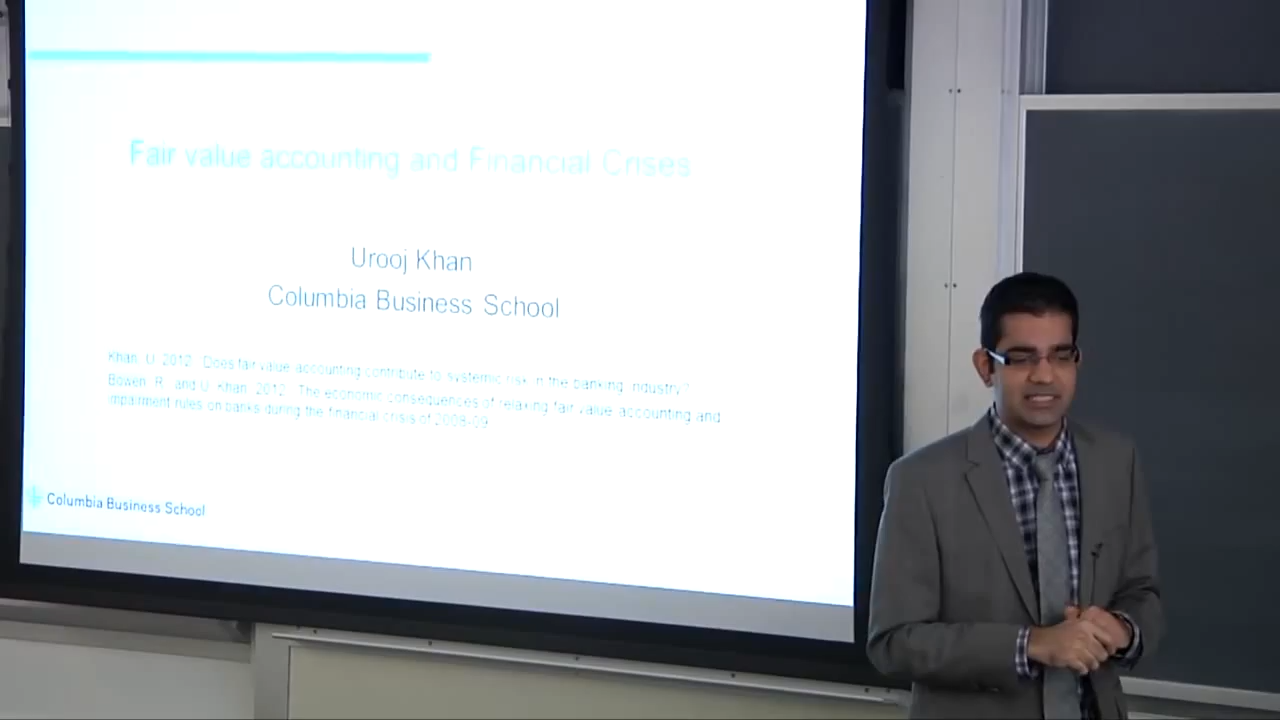 Fair value accounting and Financial Crises
Urooj Khan
Columbia Business School
Khan, U. 2012. Does fair value accounting contribute to systemic risk in the banking industry?
Bowen, R. and U. Khan. 2012. The economic consequences of relaxing fair value accounting and
impairment rules on banks during the financial crisis of 2008-09.
Columbia Business School